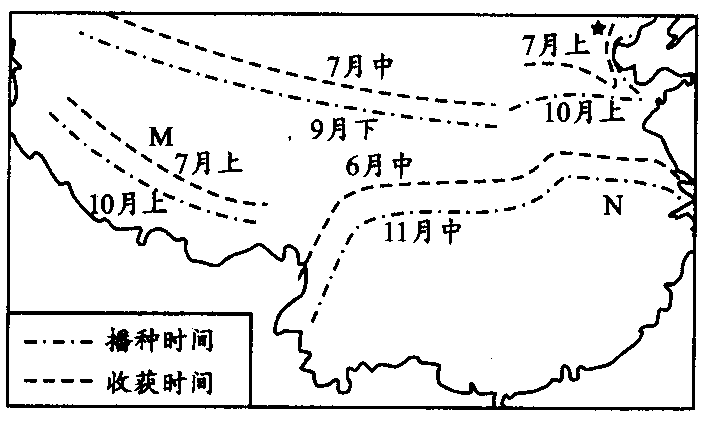 7月上
7月中
10月上
9月下
M
7月上
6月中
10月上
N
11月中
播种时间
收获时间